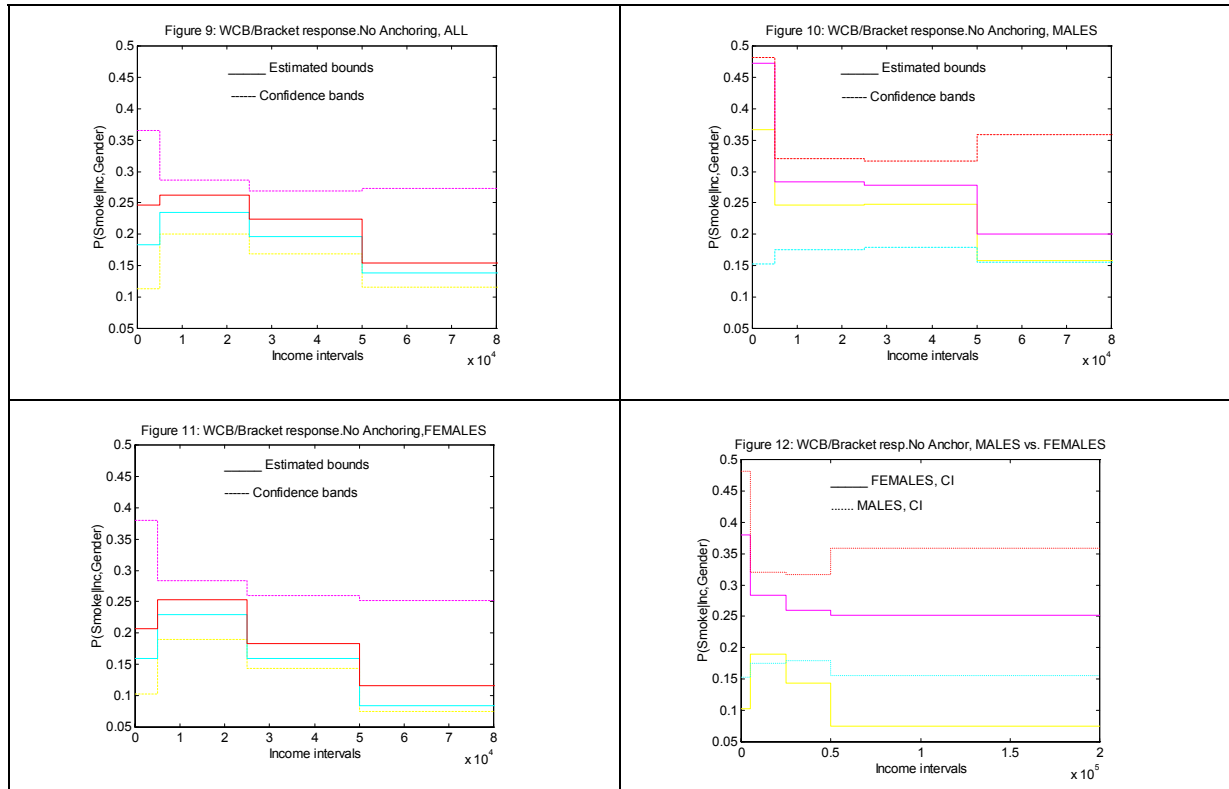 Figure 9: WCB/Bracket response.No Anchoring, ALL
0.5
0.45
0.4
0.35
0.3
0.25
0.2
0.15
0.1
0.05
P(Smoke|Inc,Gender)
Estimated bounds
Confidence bands
0 1 2 3 4 5 6 7 8
Income intervals
x 10^4
Figure 10: WCB/Bracket response.No Anchoring, MALES
0.5
0.45
0.4
0.35
0.3
0.25
0.2
0.15
0.1
0.05
P(Smoke|Inc,Gender)
Estimated bounds
Confidence bands
0 1 2 3 4 5 6 7 8
Income intervals
x 10^4
Figure 11: WCB/Bracket response.No Anchoring,FEMALES
0.5
0.45
0.4
0.35
0.3
0.25
0.2
0.15
0.1
0.05
P(Smoke|Inc,Gender)
Estimated bounds
Confidence bands
0 1 2 3 4 5 6 7 8
Income intervals
x 10^4
Figure 12: WCB/Bracket resp.No Anchor, MALES vs. FEMALES
0.5
0.45
0.4
0.35
0.3
0.25
0.2
0.15
0.1
0.05
P(Smoke|Inc,Gender)
FEMALES, CI
MALES, CI
0 0.5 1 1.5 2
Income intervals
x 10^5